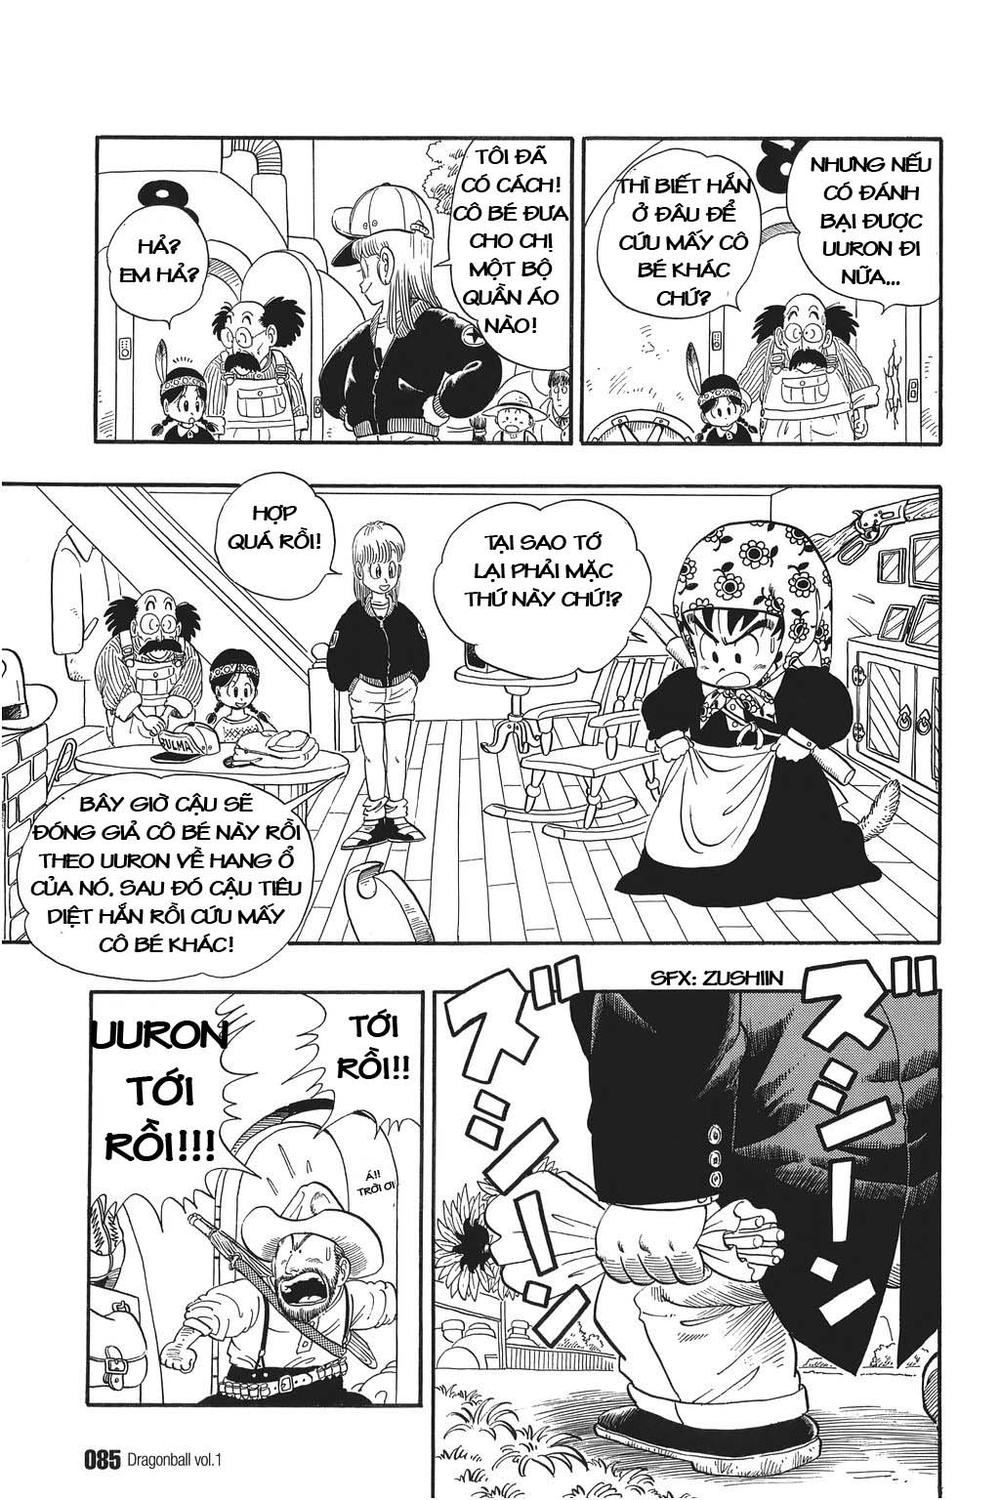 NHƯNG NẾU
CÓ ĐÁNH
BẠI ĐƯỢC
UURON ĐI
NỮA...
THÌ BIẾT HẮN
Ở ĐÂU ĐỂ
CỨU MẤY CÔ
BÉ KHÁC
CHỨ?
TÔI ĐÃ
CÓ CÁCH!
CÔ BÉ ĐƯA
CHO CHỊ
MỘT BỘ
QUẦN ÁO
NÀO!
HẢ?
EM HẢ?
TẠI SAO TỚ
LẠI PHẢI MẶC
THỨ NÀY CHỨ!?
HỢP
QUÁ RỒI!
BULMA
BÂY GIỜ CẬU SẼ
ĐÓNG GIẢ CÔ BÉ NÀY RỒI
THEO UURON VỀ HANG Ổ
CỦA NÓ. SAU ĐÓ CẬU TIÊU
DIỆT HẮN RỒI CỨU MẤY
CÔ BÉ KHÁC!
SFX: ZUSHIIN
ズシーン
ズシーン
TỚI
RỒI!!
UURON
TỚI
RỒI!!!
Á!!
TRỜI ƠI
085 Dragonball vol.1